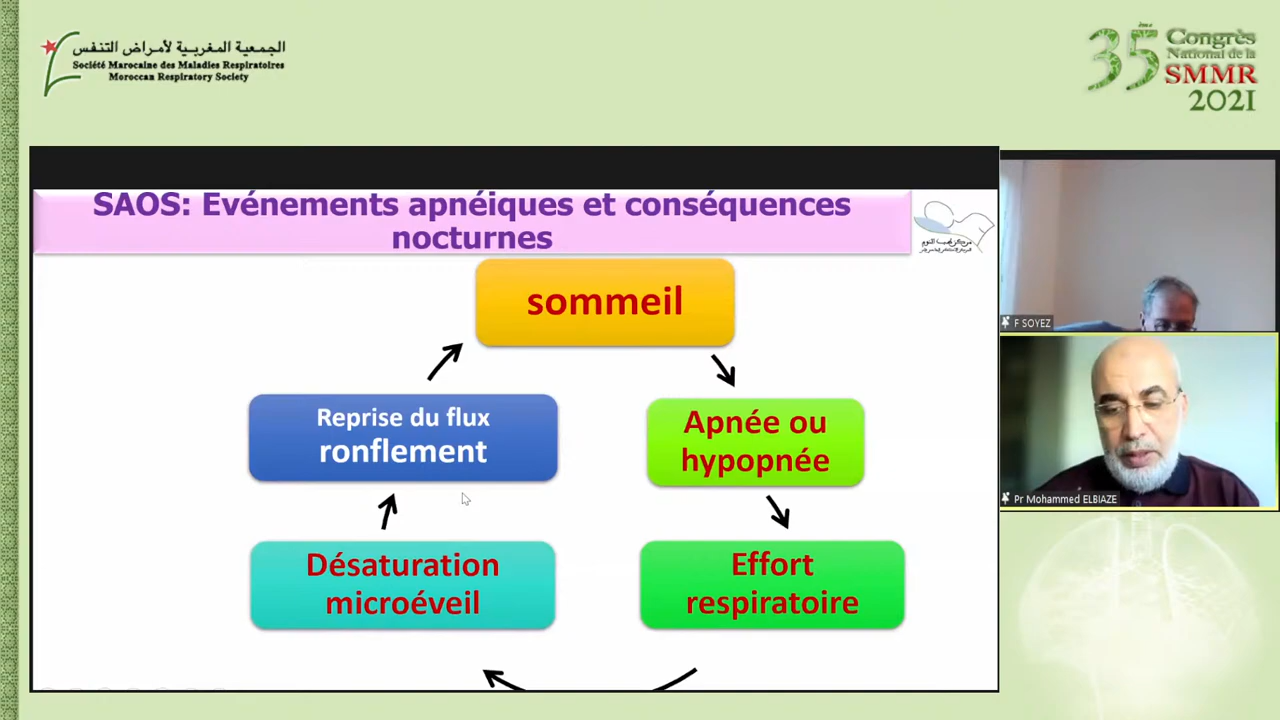 الجمعية المغربية لأمراض التنفس
Société Marocaine des Maladies Respiratoires
Moroccan Respiratory Society
35ème Congrès
National de la
SMMR
2021
SAOS: Evénements apnéiques et conséquences
nocturnes
sommeil
Reprise du flux
ronflement
Apnée ou
hypopnée
Désaturation
microéveil
Effort
respiratoire
F SOYEZ
Pr Mohammed ELBIAZE